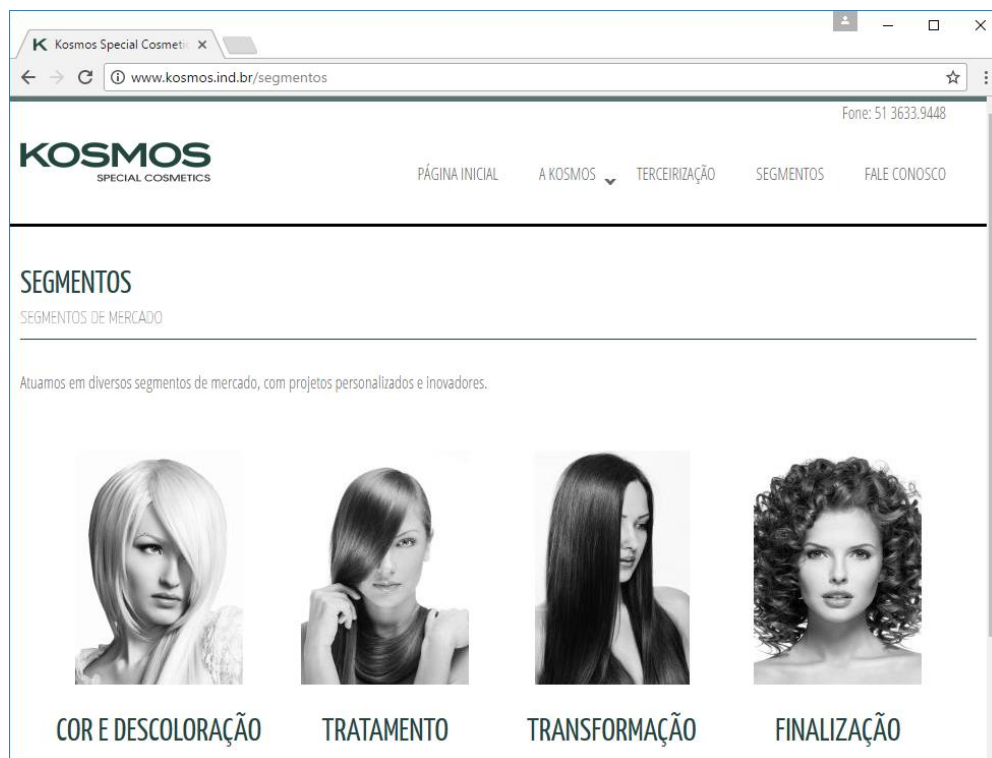 K Kosmos Special Cosmeti
www.kosmos.ind.br/segmentos
Fone: 51 3633.9448
KOSMOS
SPECIAL COSMETICS
PÁGINA INICIAL A KOSMOS TERCEIRIZAÇÃO SEGMENTOS FALE CONOSCO
SEGMENTOS
SEGMENTOS DE MERCADO
Atuamos em diversos segmentos de mercado, com projetos personalizados e inovadores.
COR E DESCOLORAÇÃO TRATAMENTO TRANSFORMAÇÃO FINALIZAÇÃO